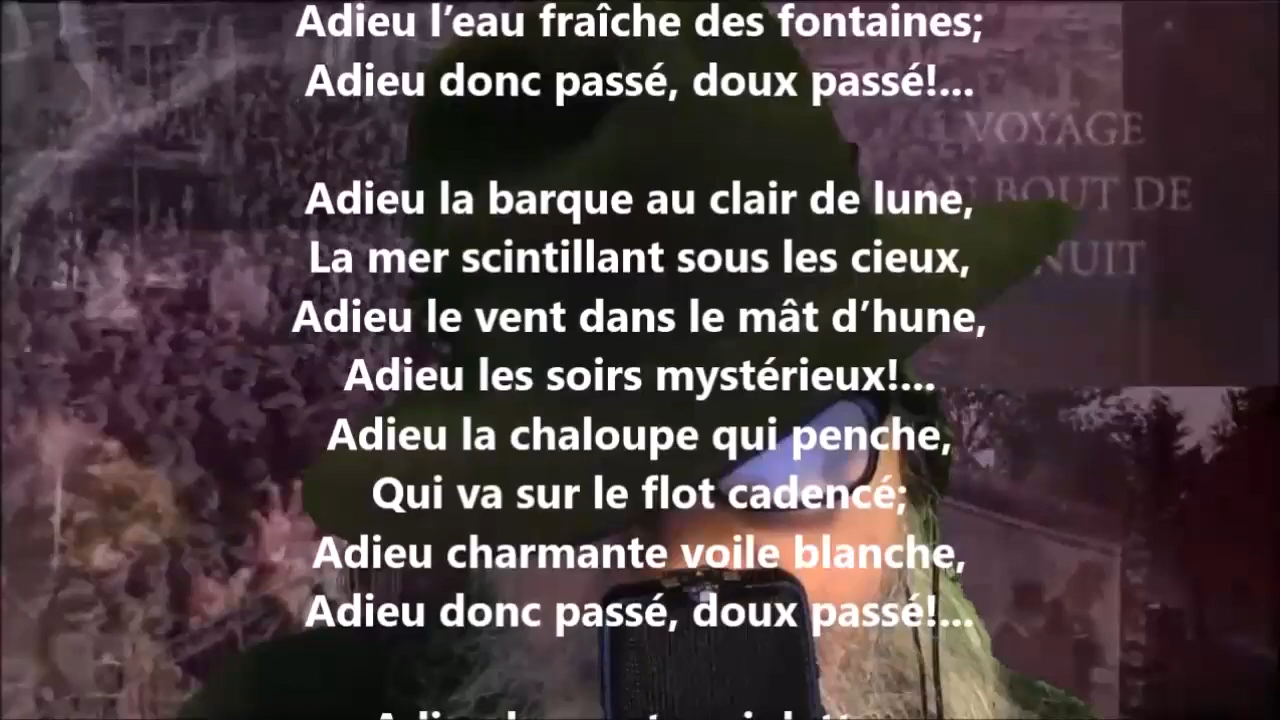 Adieu l’eau fraîche des fontaines;
Adieu donc passé, doux passé!...
Adieu la barque au clair de lune,
La mer scintillant sous les cieux,
Adieu le vent dans le mât d’hune,
Adieu les soirs mystérieux!...
Adieu la chaloupe qui penche,
Qui va sur le flot cadencé;
Adieu charmante voile blanche,
Adieu donc passé, doux passé!...
VOYAGE
BOUT DE
NUIT